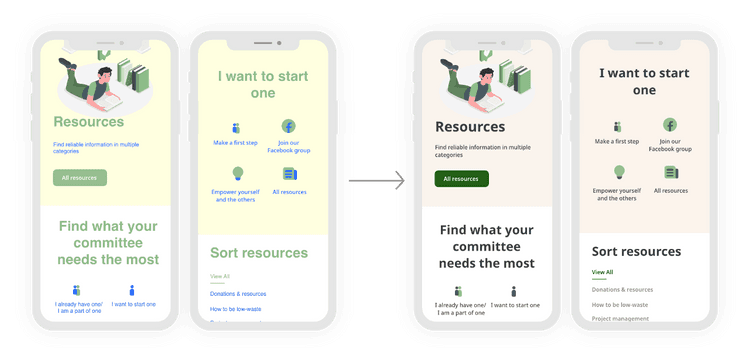 Resources
Find reliable information in multiple
categories
All resources
Find what your
committee
needs the most
I already have one/
I am a part of one
I want to start one
I want to start
one
Make a first step
Join our
Facebook group
Empower yourself
and the others
All resources
Sort resources
View All
Donations & resources
How to be low-waste
Resources
Find reliable information in multiple
categories
All resources
Find what your
committee
needs the most
I already have one/
I am a part of one
I want to start one
I want to start
one
Make a first step
Join our
Facebook group
Empower yourself
and the others
All resources
Sort resources
View All
Donations & resources
How to be low-waste
Project management